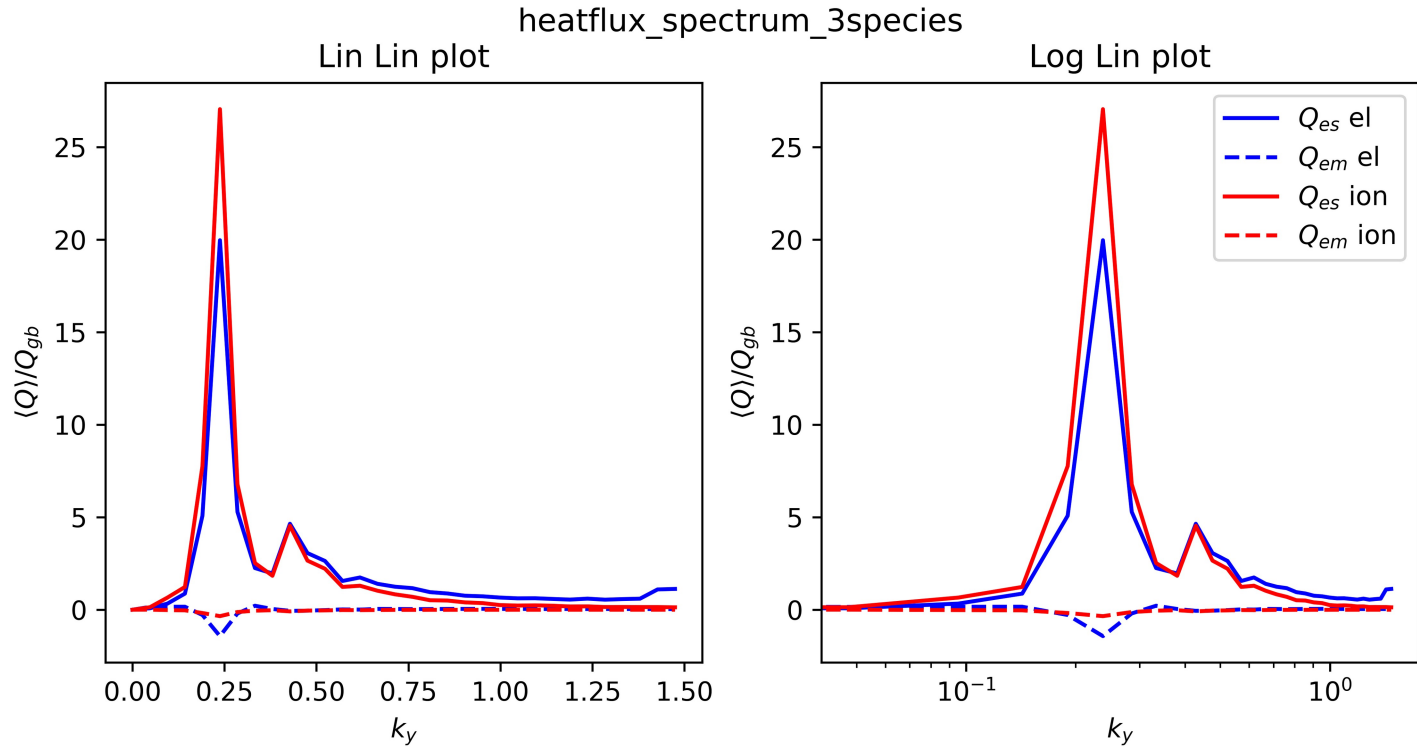 heatflux_spectrum_3species
Lin Lin plot
25
20
15
10
5
0
⟨Q⟩/Q_gb
0.00 0.25 0.50 0.75 1.00 1.25 1.50
k_y
Log Lin plot
25
20
15
10
5
0
⟨Q⟩/Q_gb
10⁻¹ 10⁰
k_y
Q_es el
Q_em el
Q_es ion
Q_em ion